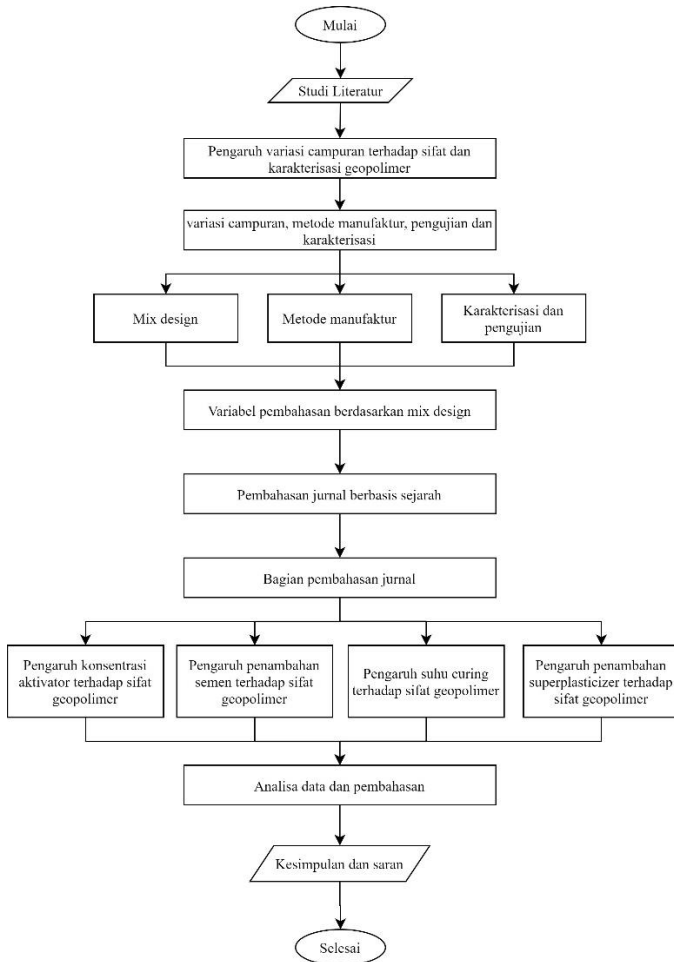 Mulai
Studi Literatur
Pengaruh variasi campuran terhadap sifat dan
karakterisasi geopolimer
variasi campuran, metode manufaktur, pengujian dan
karakterisasi
Mix design
Metode manufaktur
Karakterisasi dan
pengujian
Variabel pembahasan berdasarkan mix design
Pembahasan jurnal berbasis sejarah
Bagian pembahasan jurnal
Pengaruh konsentrasi
aktivator terhadap sifat
geopolimer
Pengaruh penambahan
semen terhadap sifat
geopolimer
Pengaruh suhu curing
terhadap sifat geopolimer
Pengaruh penambahan
superplasticizer terhadap
sifat geopolimer
Analisa data dan pembahasan
Kesimpulan dan saran
Selesai